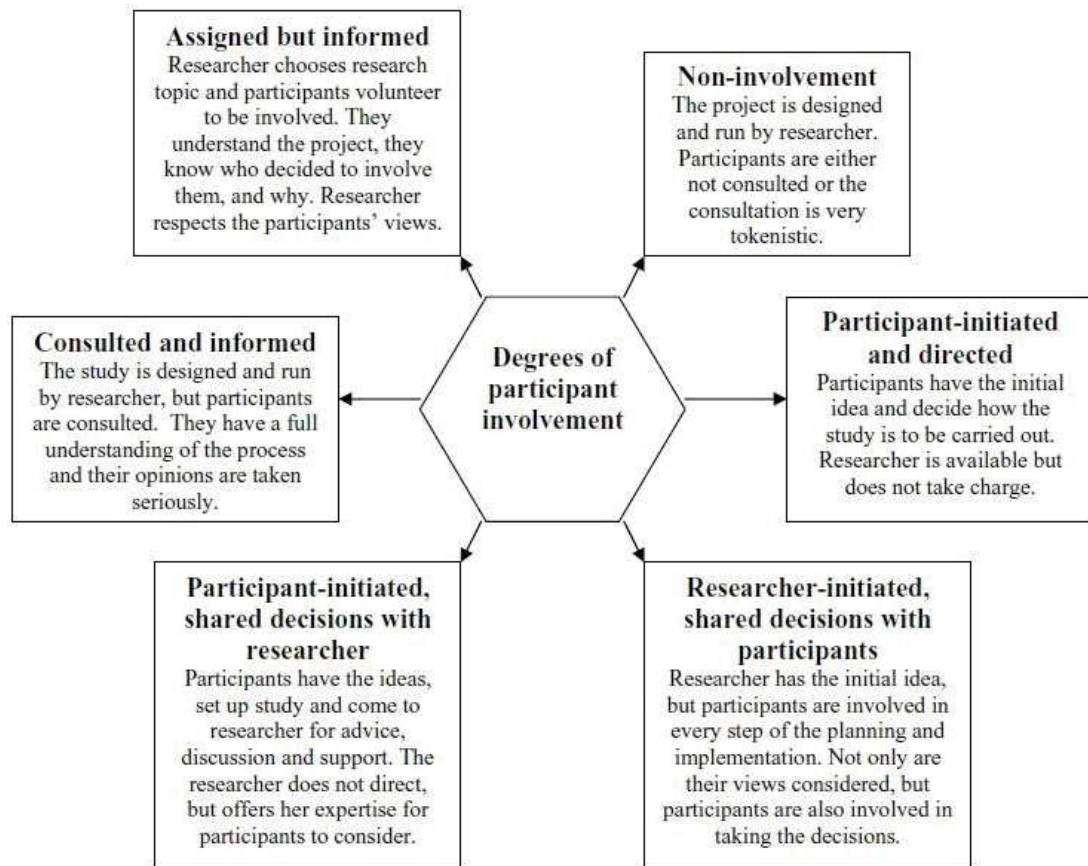 Assigned but informed
Researcher chooses research
topic and participants volunteer
to be involved. They
understand the project, they
know who decided to involve
them, and why. Researcher
respects the participants’ views.
Non-involvement
The project is designed
and run by researcher.
Participants are either
not consulted or the
consultation is very
tokenistic.
Consulted and informed
The study is designed and run
by researcher, but participants
are consulted. They have a full
understanding of the process
and their opinions are taken
seriously.
Degrees of
participant
involvement
Participant-initiated
and directed
Participants have the initial
idea and decide how the
study is to be carried out.
Researcher is available but
does not take charge.
Participant-initiated,
shared decisions with
researcher
Participants have the ideas,
set up study and come to
researcher for advice,
discussion and support. The
researcher does not direct,
but offers her expertise for
participants to consider.
Researcher-initiated,
shared decisions with
participants
Researcher has the initial idea,
but participants are involved in
every step of the planning and
implementation. Not only are
their views considered, but
participants are also involved in
taking the decisions.